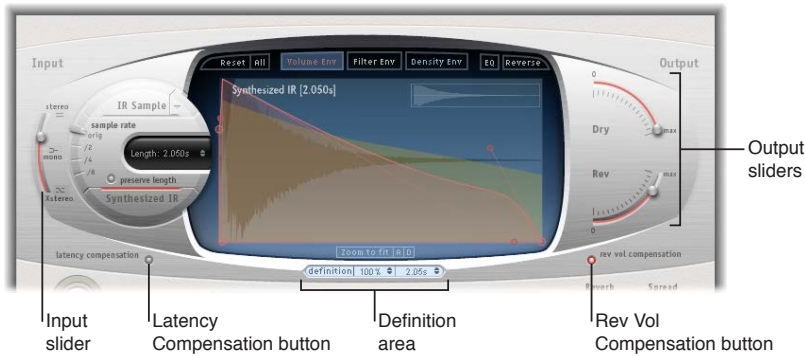 Reset All Volume Env Filter Env Density Env EQ Reverse
Input
Output
Synthesized IR [2.050s]
stereo
IR Sample
sample rate
orig
/2
/4
/8
mono
Length: 2.050s
preserve length
Xstereo
Synthesized IR
0
Dry
max
Rev
max
0
Output
sliders
Zoom to fit A D
latency compensation
definition 100% 2.05s
rev vol compensation
Reverb Spread
Input
slider
Latency
Compensation button
Definition
area
Rev Vol
Compensation button